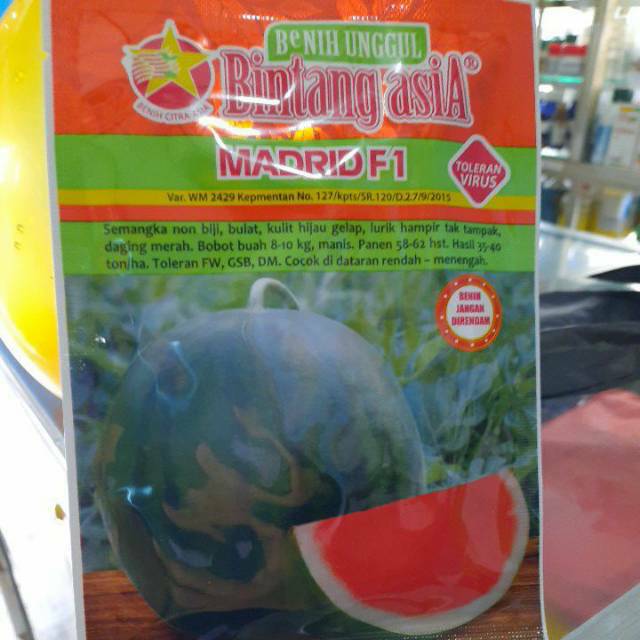 BeNIH UNGGUL
Bintang asiA®
BENIH CITRA ASIA
MADRID F1
TOLERAN
VIRUS
Var. WM 2429 Kepmentan No. 127/kpts/SR.120/D.2.7/9/2015
Semangka non biji, bulat, kulit hijau gelap, lurik hampir tak tampak,
daging merah. Bobot buah 8-10 kg, manis. Panen 58-62 hst. Hasil 35-40
ton/ha. Toleran FW, GSB, DM. Cocok di dataran rendah – menengah.
BENIH
JANGAN
DIRENDAM